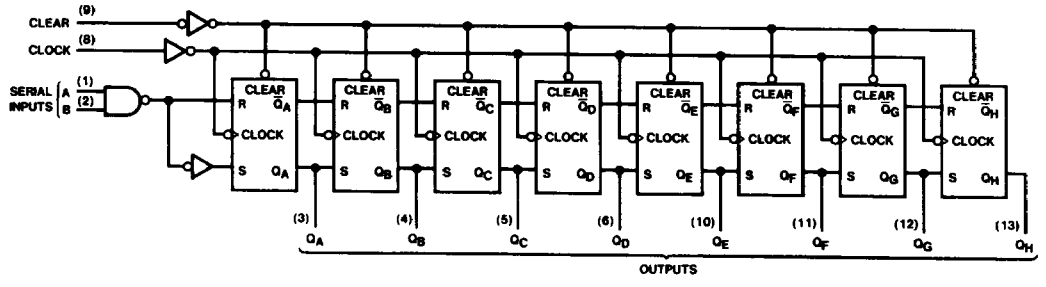 CLEAR (9)
CLOCK (8)
SERIAL INPUTS A (1)
B (2)
CLEAR CLEAR CLEAR CLEAR CLEAR CLEAR CLEAR CLEAR
R Q̅A R Q̅B R Q̅C R Q̅D R Q̅E R Q̅F R Q̅G R Q̅H
CLOCK CLOCK CLOCK CLOCK CLOCK CLOCK CLOCK CLOCK
S QA S QB S QC S QD S QE S QF S QG S QH
(3) (4) (5) (6) (10) (11) (12) (13)
QA QB QC QD QE QF QG QH
OUTPUTS